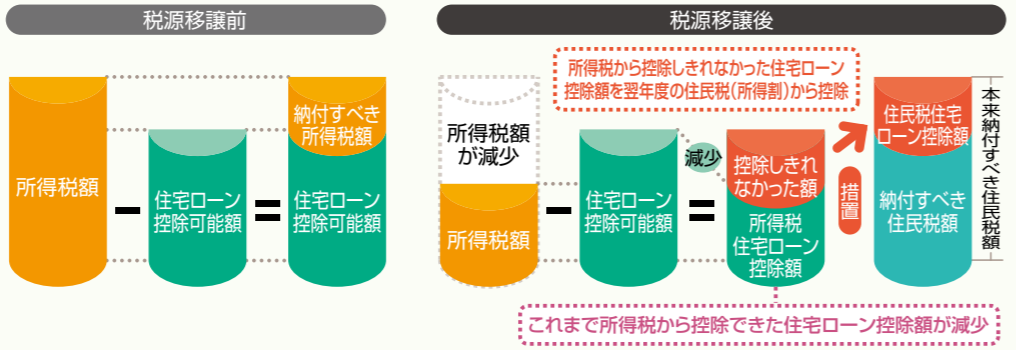 税源移譲前
所得税額
－
住宅ローン
控除可能額
＝
納付すべき
所得税額
住宅ローン
控除可能額
税源移譲後
所得税から控除しきれなかった住宅ローン
控除額を翌年度の住民税（所得割）から控除
所得税額
が減少
所得税額
－
住宅ローン
控除可能額
減少
＝
控除しきれ
なかった額
所得税
住宅ローン
控除額
措置
住民税住宅
ローン控除額
納付すべき
住民税額
本来納付すべき住民税額
これまで所得税から控除できた住宅ローン控除額が減少